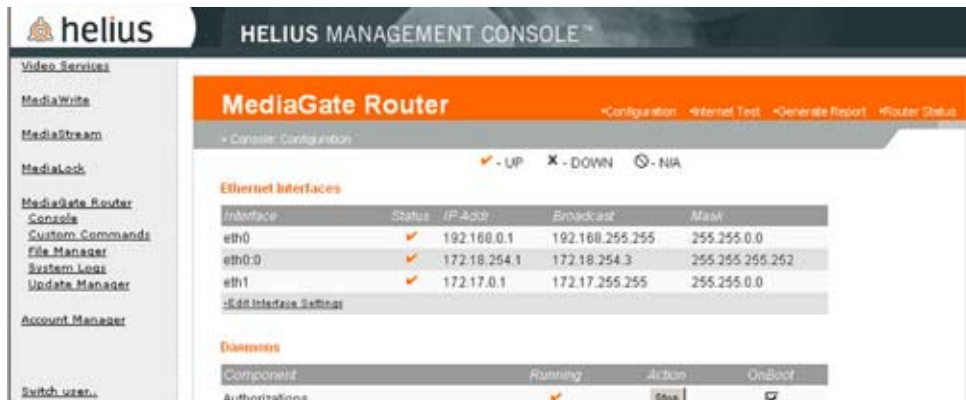 helius
HELIUS MANAGEMENT CONSOLE™
Video Services
MediaWrite
MediaStream
MediaLock
MediaGate Router
Console
Custom Commands
File Manager
System Logs
Update Manager
Account Manager
Switch user..
MediaGate Router
•Configuration •Internet Test •Generate Report •Router Status
• Console: Configuration
✔ - UP ✘ - DOWN - N/A
Ethernet Interfaces
Interface Status IP Addr Broadcast Mask
eth0 ✔ 192.168.0.1 192.168.255.255 255.255.0.0
eth0:0 ✔ 172.18.254.1 172.18.254.3 255.255.255.252
eth1 ✔ 172.17.0.1 172.17.255.255 255.255.0.0
•Edit Interface Settings
Daemons
Component Running Action OnBoot
Authorizations ✔ Stop